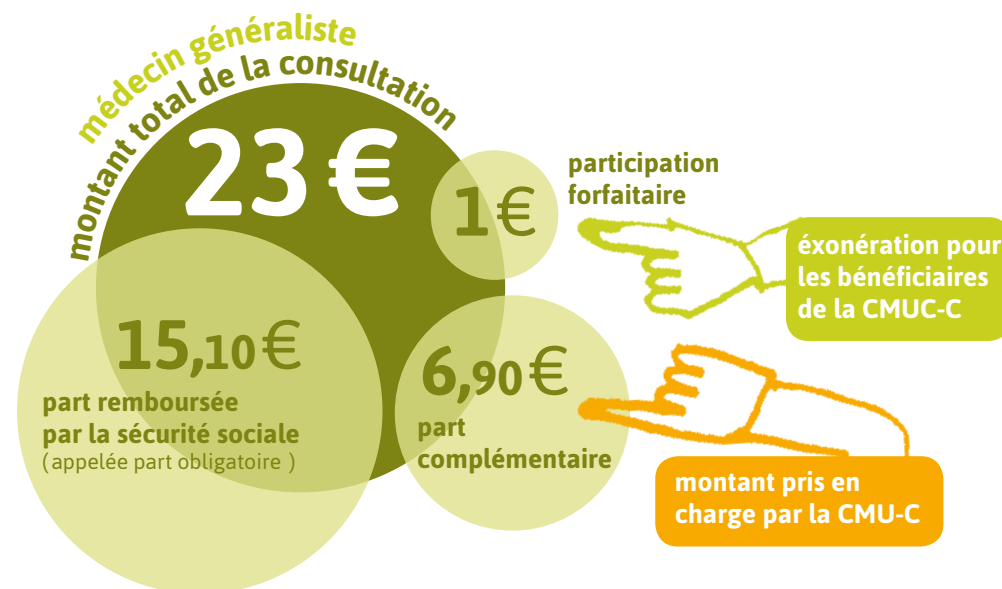 médecin généraliste
montant total de la consultation
23 €
1 €
participation
forfaitaire
éxonération pour
les bénéficiaires
de la CMUC-C
15,10 €
part remboursée
par la sécurité sociale
(appelée part obligatoire )
6,90 €
part
complémentaire
montant pris en
charge par la CMU-C